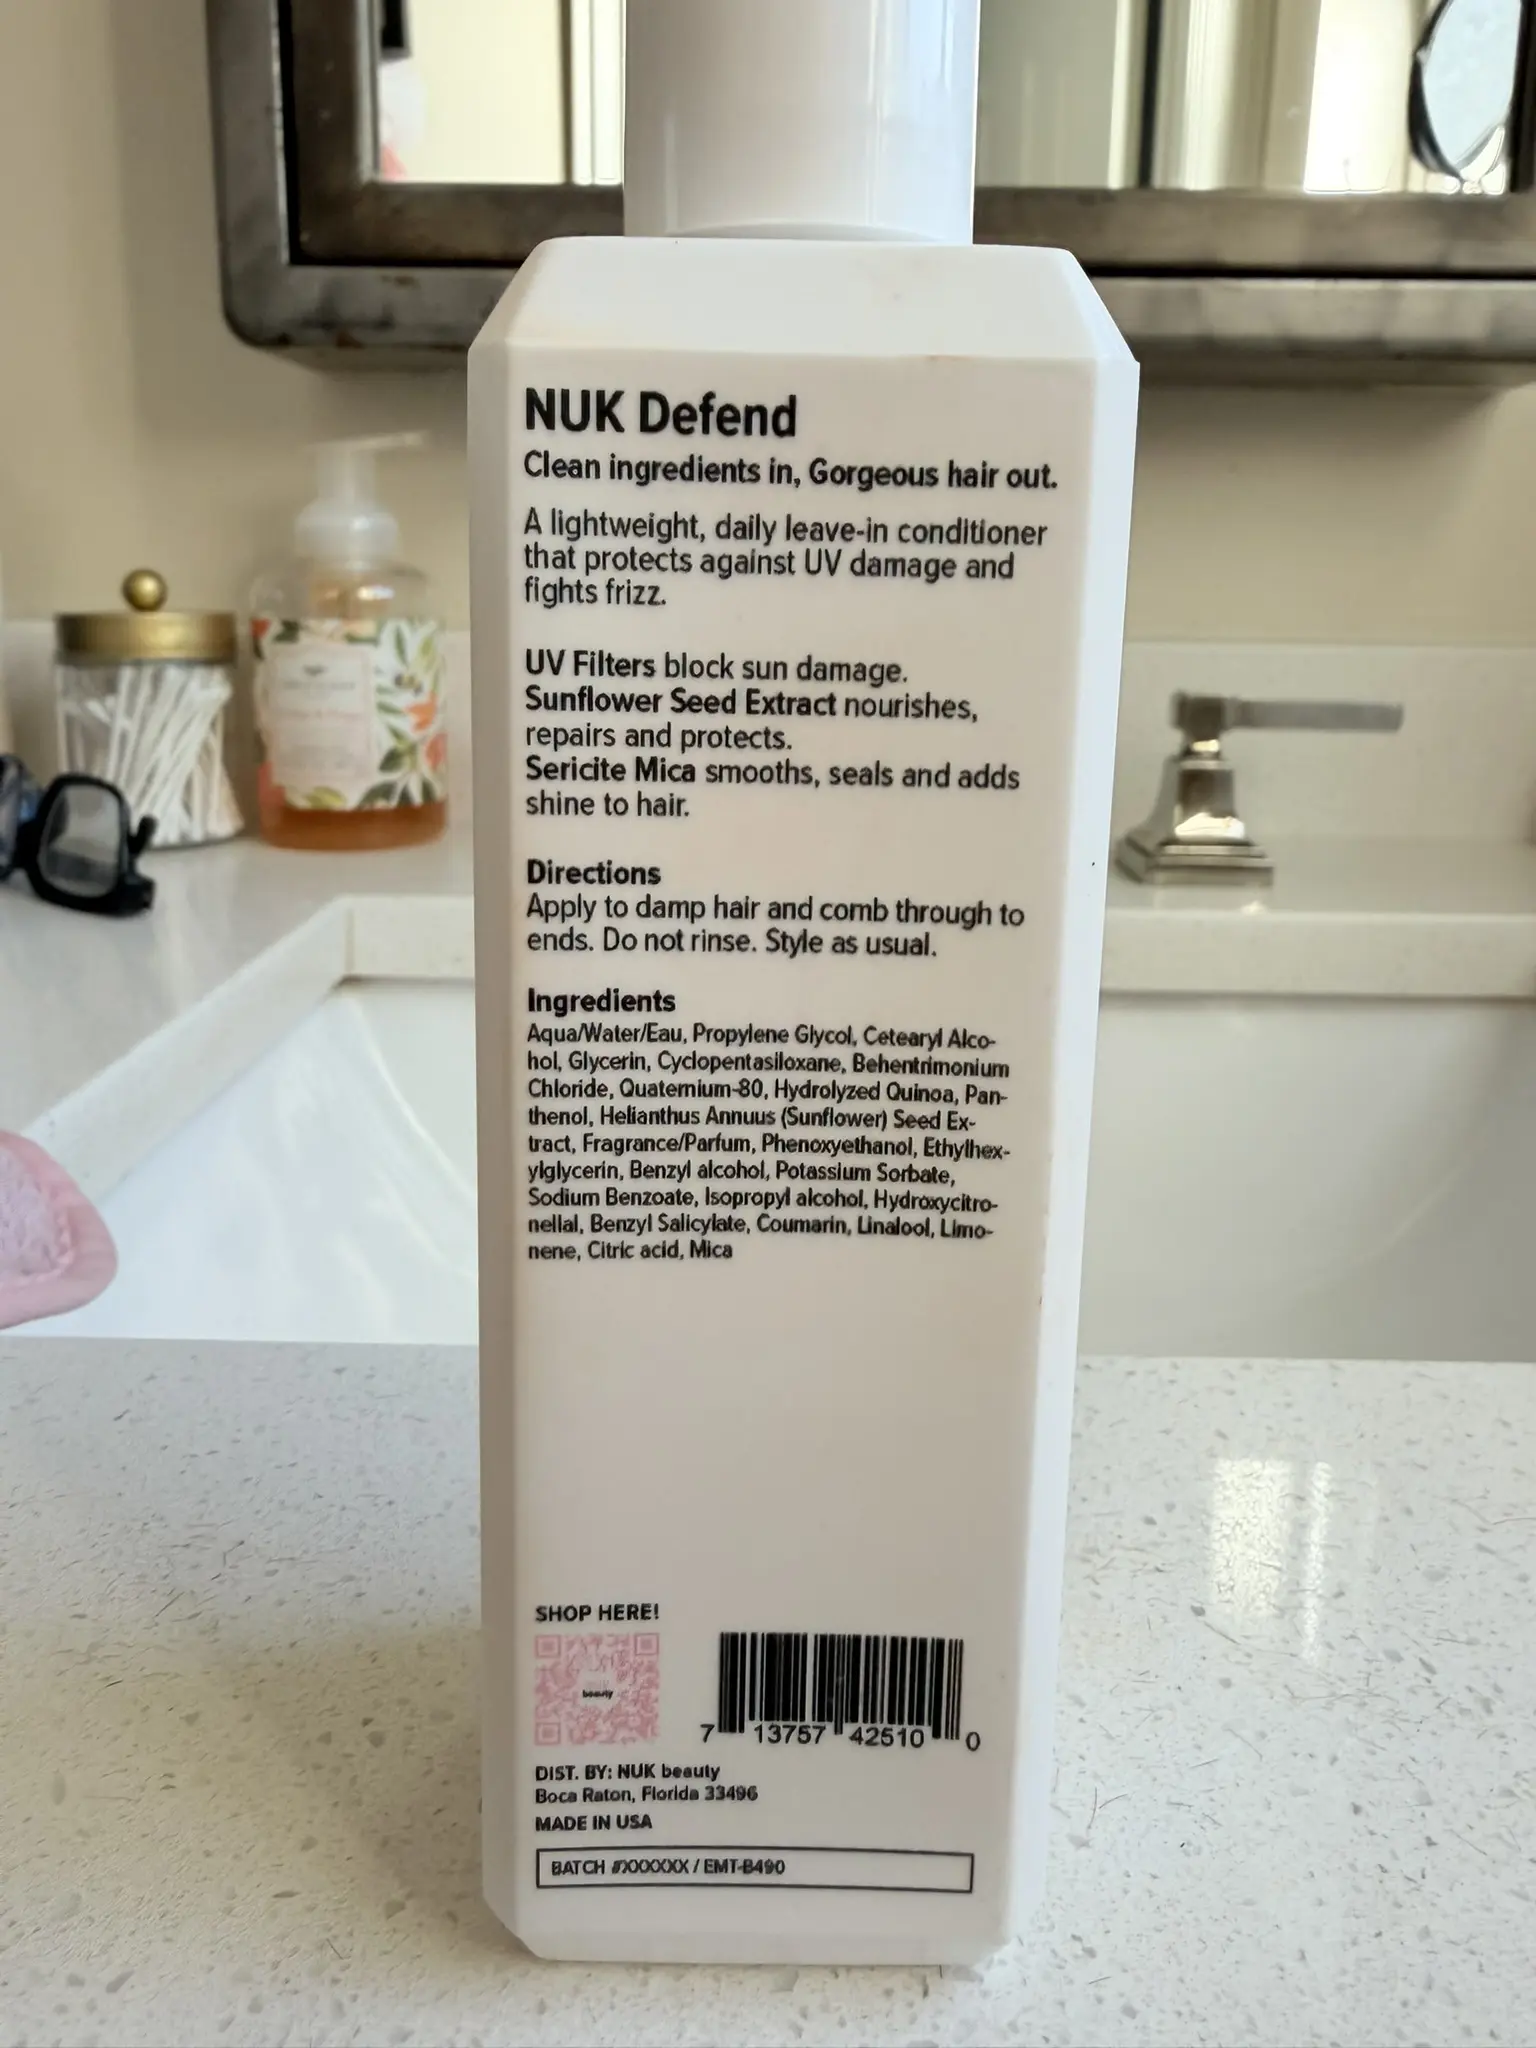 NUK Defend
Clean ingredients in, Gorgeous hair out.
A lightweight, daily leave-in conditioner
that protects against UV damage and
fights frizz.
UV Filters block sun damage.
Sunflower Seed Extract nourishes,
repairs and protects.
Sericite Mica smooths, seals and adds
shine to hair.
Directions
Apply to damp hair and comb through to
ends. Do not rinse. Style as usual.
Ingredients
Aqua/Water/Eau, Propylene Glycol, Cetearyl Alco-
hol, Glycerin, Cyclopentasiloxane, Behentrimonium
Chloride, Quaternium-80, Hydrolyzed Quinoa, Pan-
thenol, Helianthus Annuus (Sunflower) Seed Ex-
tract, Fragrance/Parfum, Phenoxyethanol, Ethylhex-
ylglycerin, Benzyl alcohol, Potassium Sorbate,
Sodium Benzoate, Isopropyl alcohol, Hydroxycitro-
nellal, Benzyl Salicylate, Coumarin, Linalool, Limo-
nene, Citric acid, Mica
SHOP HERE!
beauty
7 13757 42510 0
DIST. BY: NUK beauty
Boca Raton, Florida 33496
MADE IN USA
BATCH #XXXXXX / EMT-B490